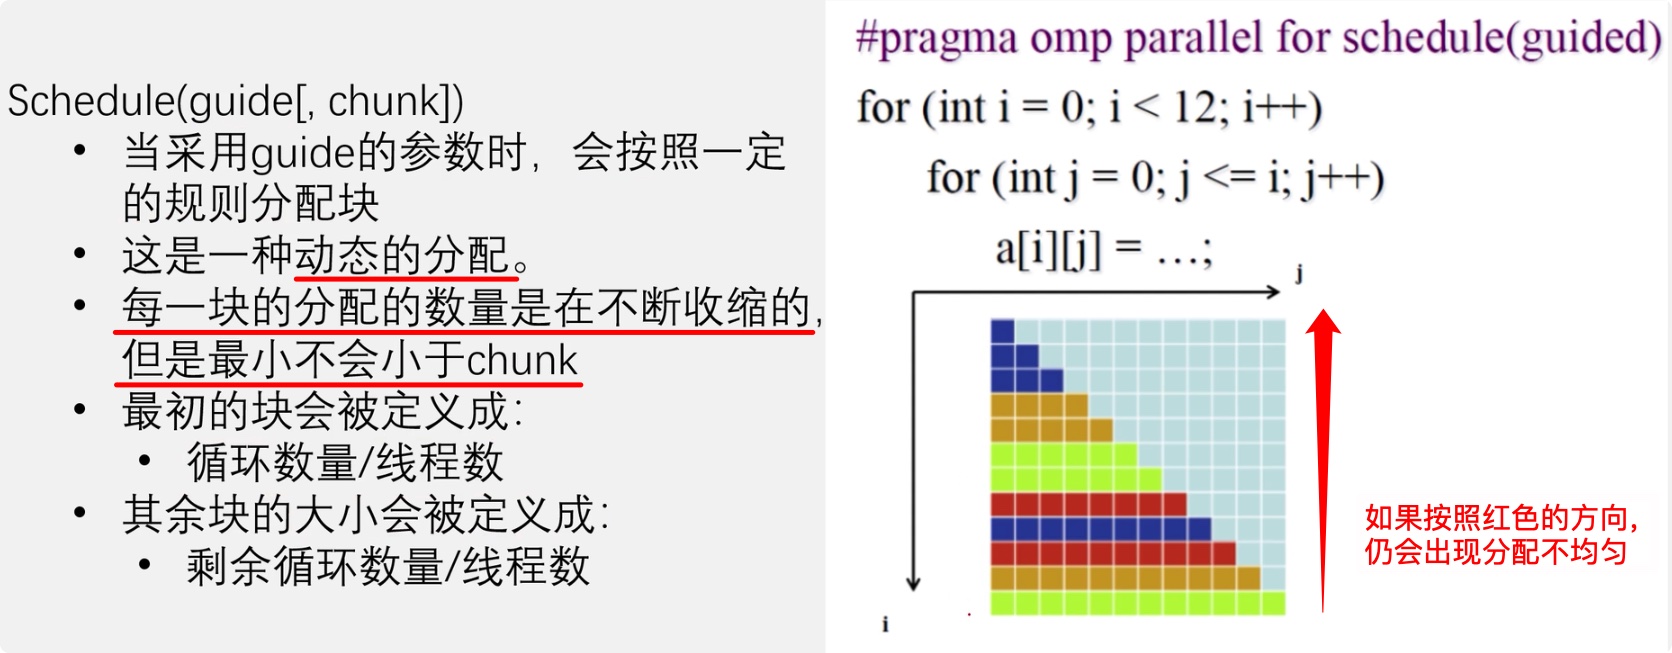 Schedule(guide[, chunk])
• 当采用guide的参数时，会按照一定
的规则分配块
• 这是一种动态的分配。
• 每一块的分配的数量是在不断收缩的，
但是最小不会小于chunk
• 最初的块会被定义成：
• 循环数量/线程数
• 其余块的大小会被定义成：
• 剩余循环数量/线程数
#pragma omp parallel for schedule(guided)
for (int i = 0; i < 12; i++)
for (int j = 0; j <= i; j++)
a[i][j] = …;
j
i
如果按照红色的方向，
仍会出现分配不均匀